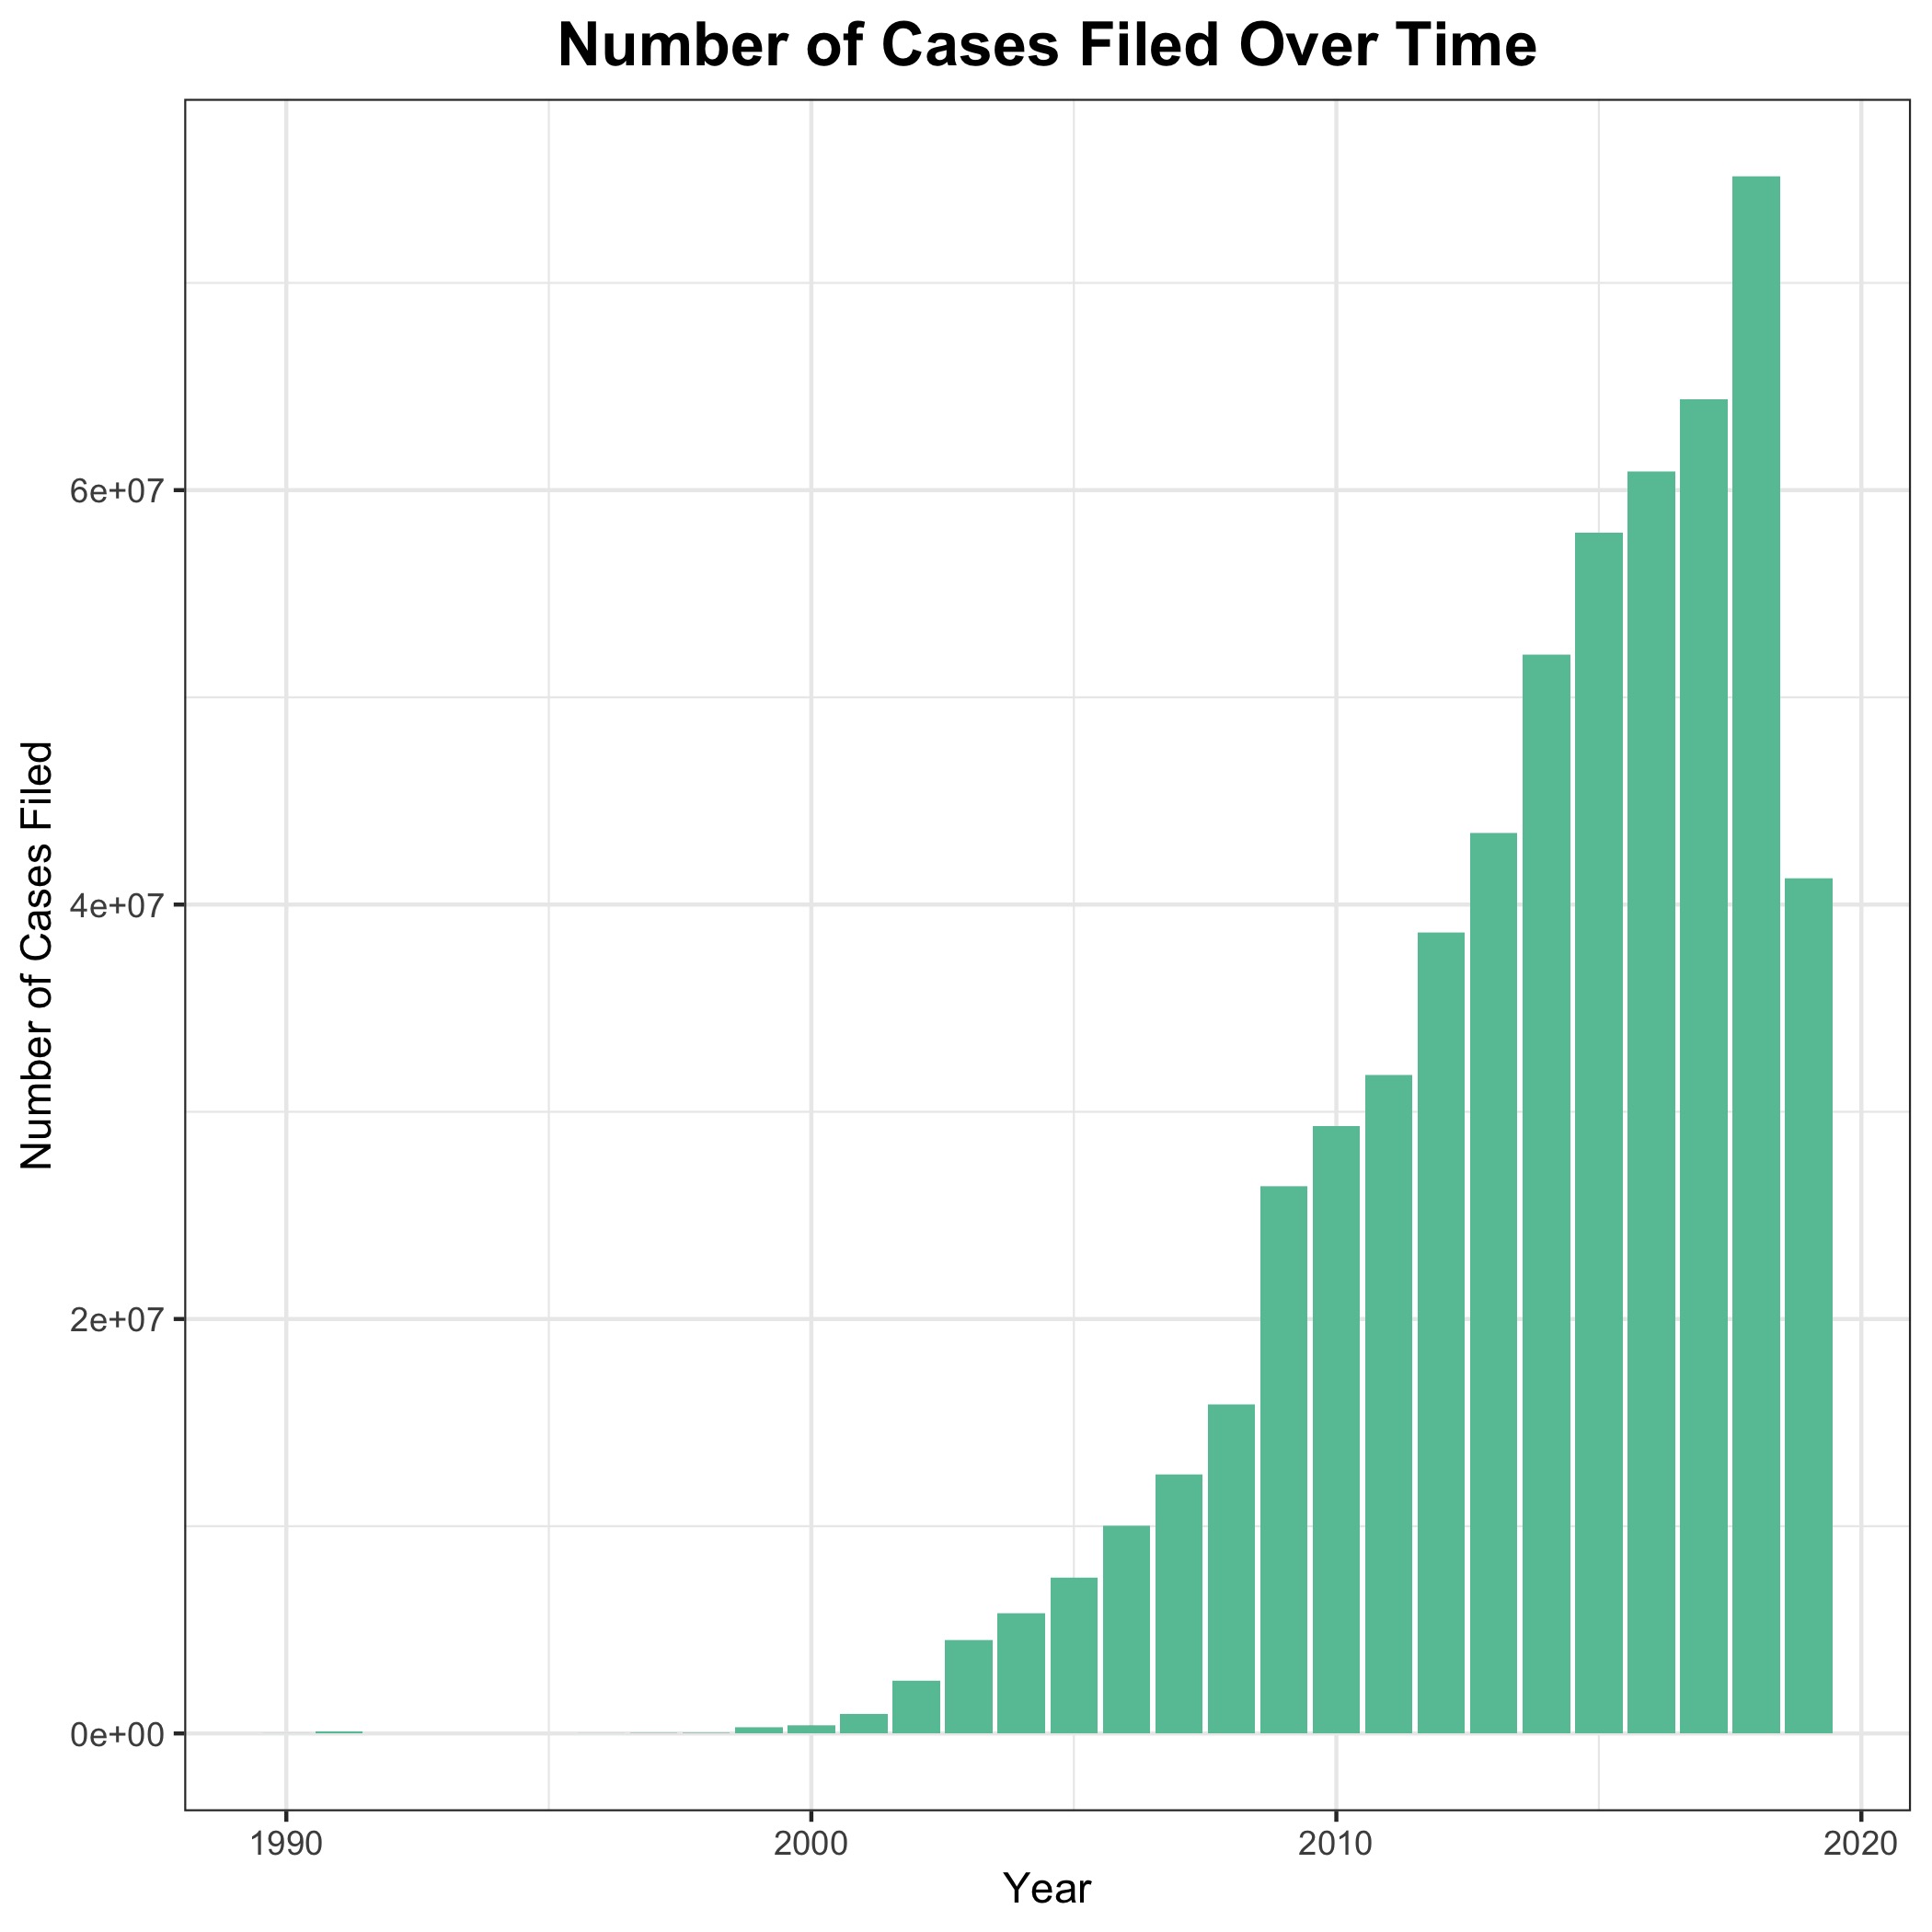 Number of Cases Filed Over Time
Number of Cases Filed
6e+07
4e+07
2e+07
0e+00
1990 2000 2010 2020
Year